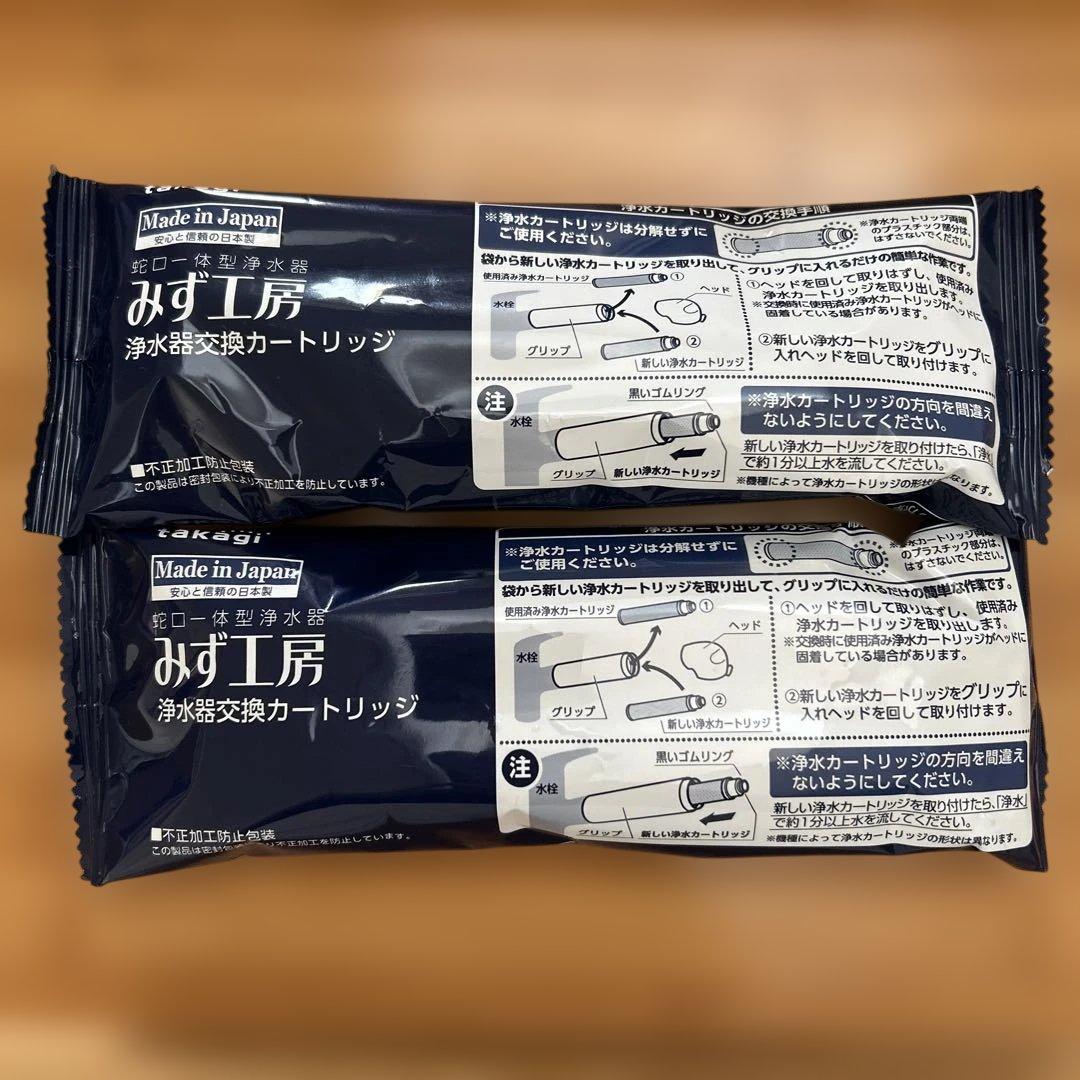 takagi
Made in Japan
安心と信頼の日本製
蛇口一体型浄水器
みず工房
浄水器交換カートリッジ
■不正加工防止包装
この製品は密封包装により不正加工を防止しています。
浄水カートリッジの交換手順
※浄水カートリッジは分解せずに
ご使用ください。
※浄水カートリッジ両端
のプラスチック部分は、
はずさないでください。
袋から新しい浄水カートリッジを取り出して、グリップに入れるだけの簡単な作業です。
使用済み浄水カートリッジ
①
水栓
ヘッド
グリップ
②
新しい浄水カートリッジ
①ヘッドを回して取りはずし、使用済み
浄水カートリッジを取り出します。
※交換時に使用済み浄水カートリッジがヘッドに
固着している場合があります。
②新しい浄水カートリッジをグリップに
入れヘッドを回して取り付けます。
注
水栓
黒いゴムリング
グリップ
新しい浄水カートリッジ
※浄水カートリッジの方向を間違え
ないようにしてください。
新しい浄水カートリッジを取り付けたら、「浄水」
で約1分以上水を流してください。
※機種によって浄水カートリッジの形状は
なります。
takagi
Made in Japan
安心と信頼の日本製
蛇口一体型浄水器
みず工房
浄水器交換カートリッジ
■不正加工防止包装
この製品は密封包装
り不正加工を防止しています。
※浄水カートリッジは分解せずに
ご使用ください。
浄水カートリッジ両端
のプラスチック部分は、
はずさないでください。
袋から新しい浄水カートリッジを取り出して、グリップに入れるだけの簡単な作業です。
使用済み浄水カートリッジ
①
水栓
ヘッド
グリップ
②
新しい浄水カートリッジ
①ヘッドを回して取りはずし、使用済み
浄水カートリッジを取り出します。
※交換時に使用済み浄水カートリッジがヘッドに
固着している場合があります。
②新しい浄水カートリッジをグリップに
入れヘッドを回して取り付けます。
注
水栓
黒いゴムリング
グリップ
新しい浄水カートリッジ
※浄水カートリッジの方向を間違え
ないようにしてください。
新しい浄水カートリッジを取り付けたら、「浄水」
で約1分以上水を流してください。
※機種によって浄水カートリッジの形状は異なります。